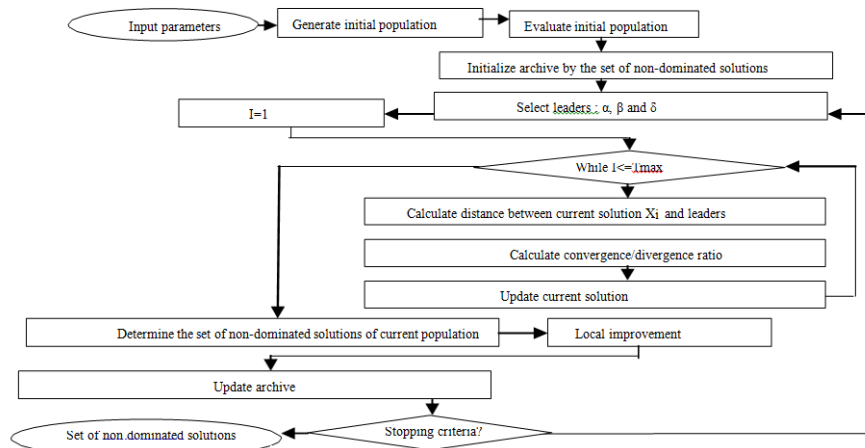 Input parameters
Generate initial population
Evaluate initial population
Initialize archive by the set of non-dominated solutions
Select leaders : α, β and δ
I=1
While I<=Tmax
Calculate distance between current solution Xi and leaders
Calculate convergence/divergence ratio
Update current solution
Determine the set of non-dominated solutions of current population
Local improvement
Update archive
Stopping criteria?
Set of non dominated solutions